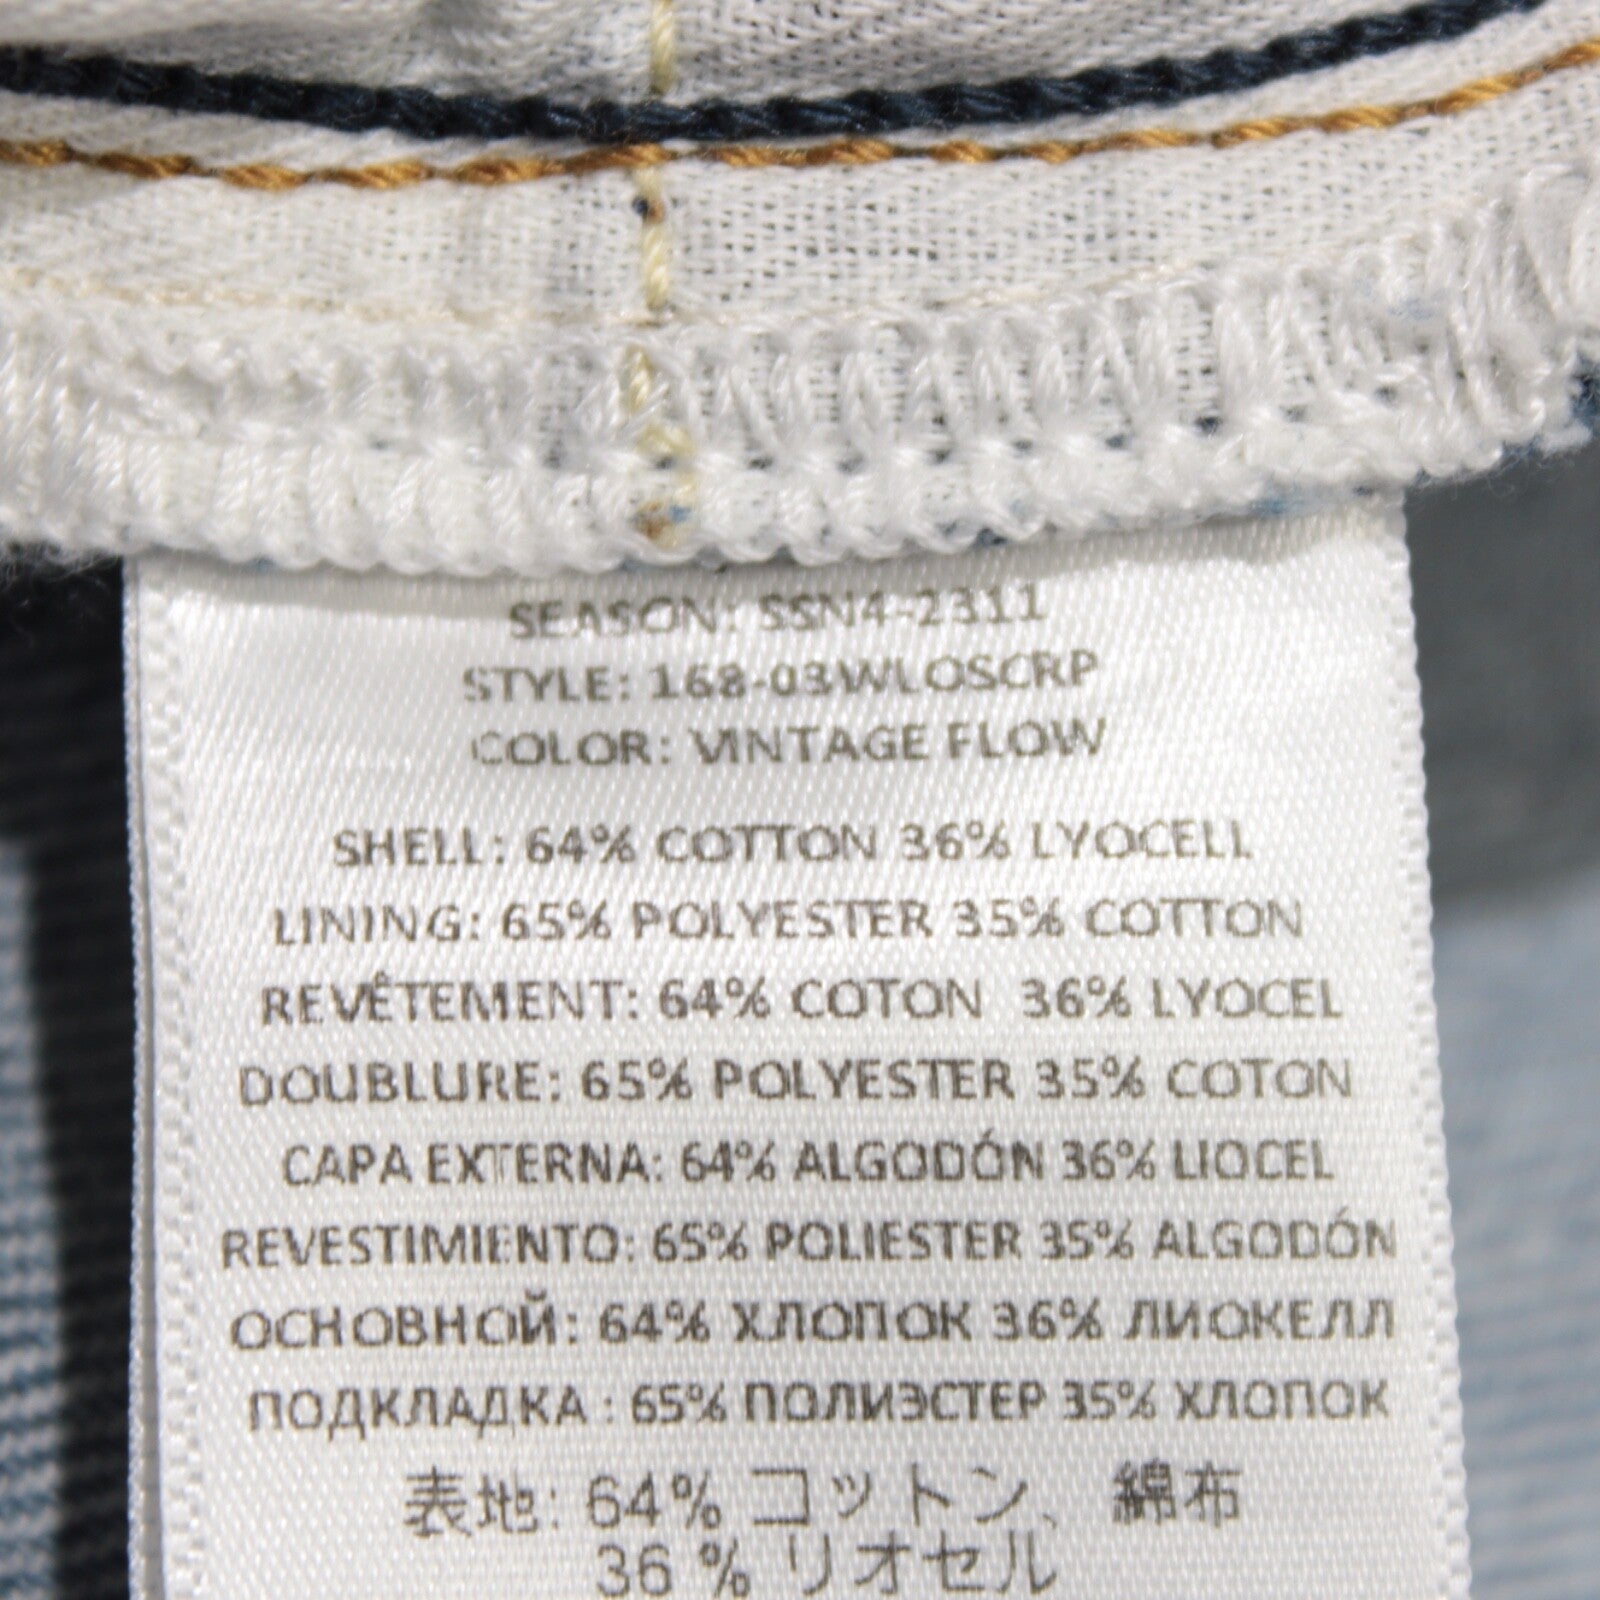 SEASON: SSN4-2311
STYLE: 168-03WLOSCRP
COLOR: VINTAGE FLOW
SHELL: 64% COTTON 36% LYOCELL
LINING: 65% POLYESTER 35% COTTON
REVÊTEMENT: 64% COTON 36% LYOCEL
DOUBLURE: 65% POLYESTER 35% COTON
CAPA EXTERNA: 64% ALGODÓN 36% LIOCEL
REVESTIMIENTO: 65% POLIESTER 35% ALGODÓN
ОСНОВНОЙ: 64% ХЛОПОК 36% ЛИОКЕЛЛ
ПОДКЛАДКА : 65% ПОЛИЭСТЕР 35% ХЛОПОК
表地: 64% コットン、綿布
36 % リオセル